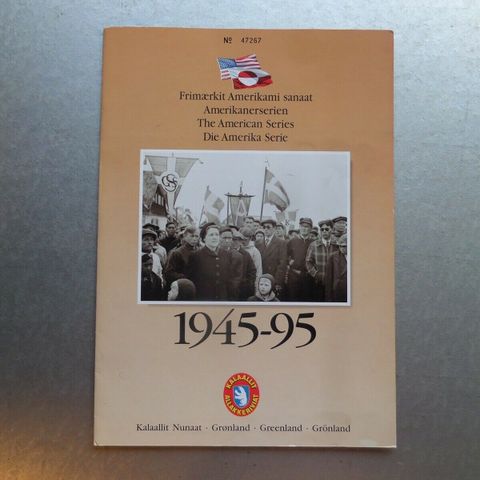 Nº 47267
Frimærkit Amerikami sanaat
Amerikanerserien
The American Series
Die Amerika Serie
1945-95
KALAALLIT
ALLAKKERIVIAT
Kalaallit Nunaat · Grønland · Greenland · Grönland